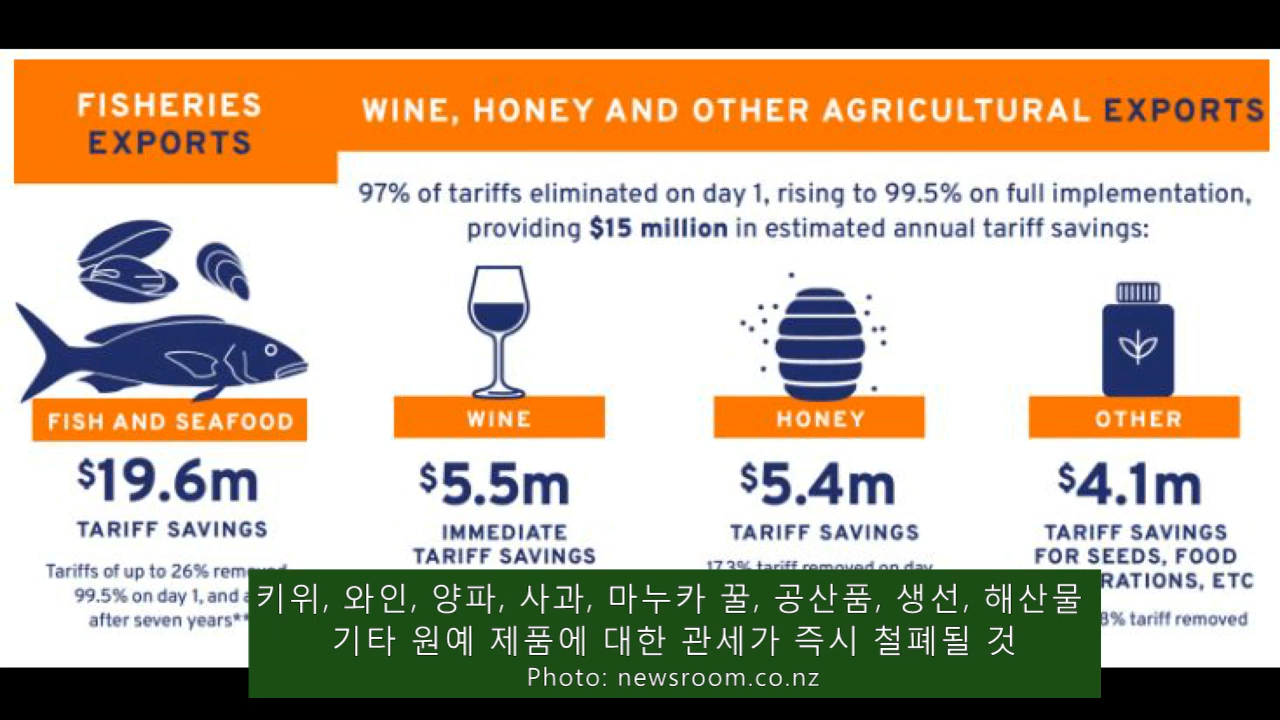 FISHERIES
EXPORTS
WINE, HONEY AND OTHER AGRICULTURAL EXPORTS
97% of tariffs eliminated on day 1, rising to 99.5% on full implementation,
providing $15 million in estimated annual tariff savings:
FISH AND SEAFOOD
$19.6m
TARIFF SAVINGS
Tariffs of up to 26%
99.5% on day 1, and
after seven years**
WINE
$5.5m
IMMEDIATE
TARIFF SAVINGS
HONEY
$5.4m
TARIFF SAVINGS
17.3% tariff removed on day
OTHER
$4.1m
TARIFF SAVINGS
FOR SEEDS, FOOD
ETC
tariff removed
키위, 와인, 양파, 사과, 마누카 꿀, 공산품, 생선, 해산물
기타 원예 제품에 대한 관세가 즉시 철폐될 것
Photo: newsroom.co.nz